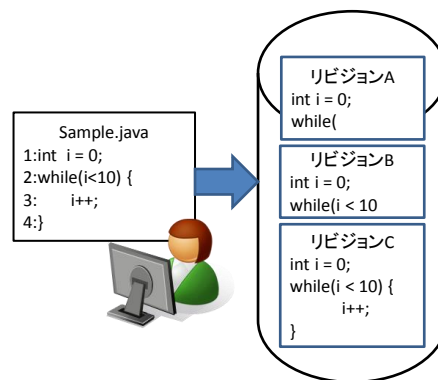 Sample.java
1:int i = 0;
2:while(i<10) {
3: i++;
4:}
リビジョンA
int i = 0;
while(
リビジョンB
int i = 0;
while(i < 10
リビジョンC
int i = 0;
while(i < 10) {
i++;
}